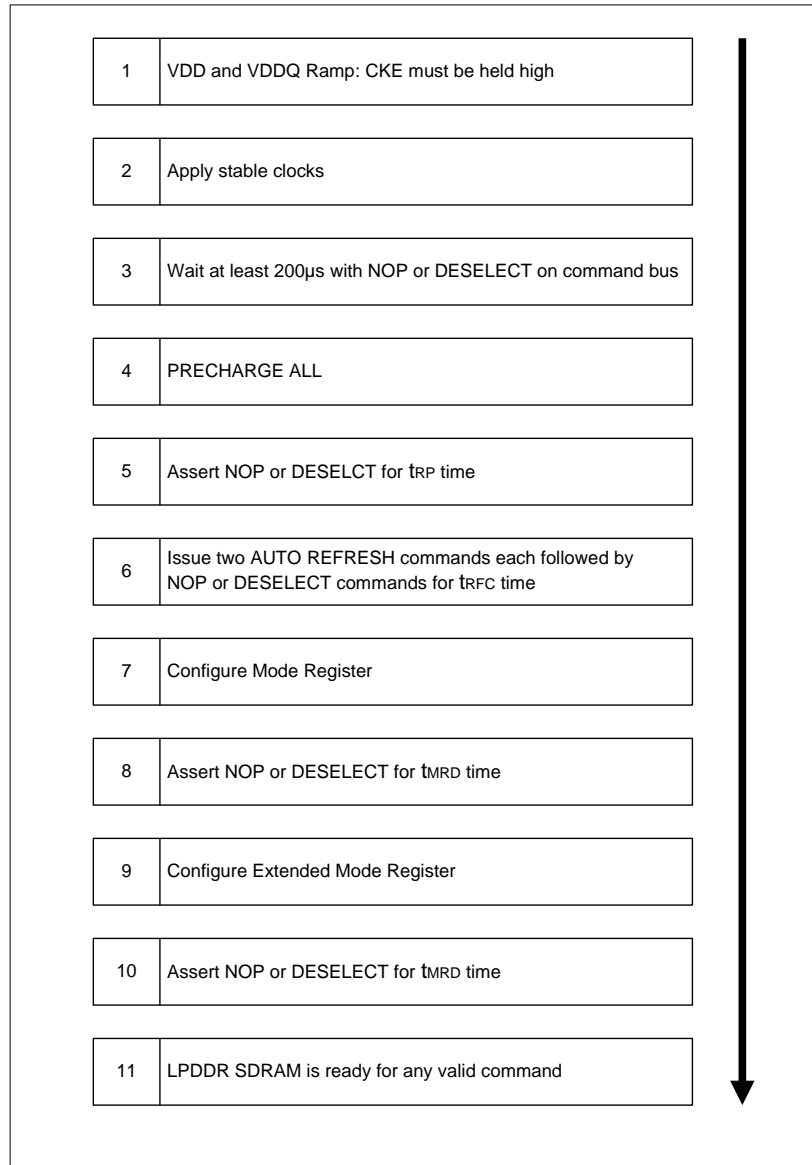 1 VDD and VDDQ Ramp: CKE must be held high
2 Apply stable clocks
3 Wait at least 200µs with NOP or DESELECT on command bus
4 PRECHARGE ALL
5 Assert NOP or DESELCT for tRP time
6 Issue two AUTO REFRESH commands each followed by
NOP or DESELECT commands for tRFC time
7 Configure Mode Register
8 Assert NOP or DESELECT for tMRD time
9 Configure Extended Mode Register
10 Assert NOP or DESELECT for tMRD time
11 LPDDR SDRAM is ready for any valid command